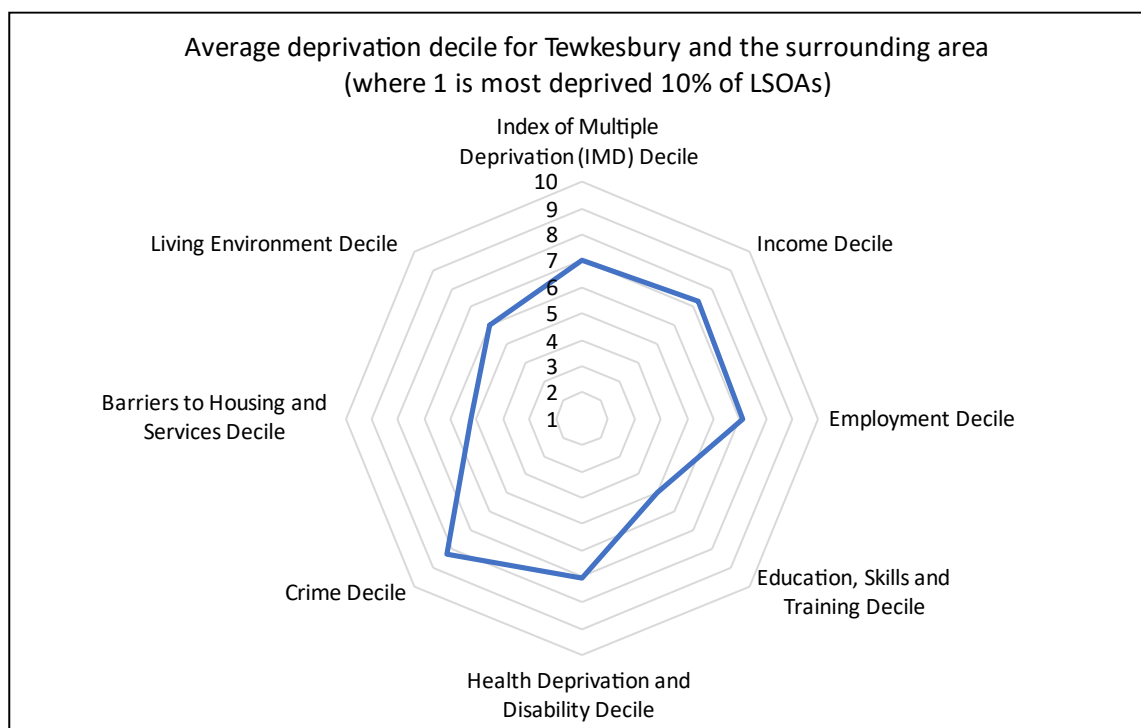 Average deprivation decile for Tewkesbury and the surrounding area
(where 1 is most deprived 10% of LSOAs)
Index of Multiple
Deprivation (IMD) Decile
10
9
8
7
6
5
4
3
2
1
Living Environment Decile
Income Decile
Barriers to Housing and
Services Decile
Employment Decile
Crime Decile
Education, Skills and
Training Decile
Health Deprivation and
Disability Decile